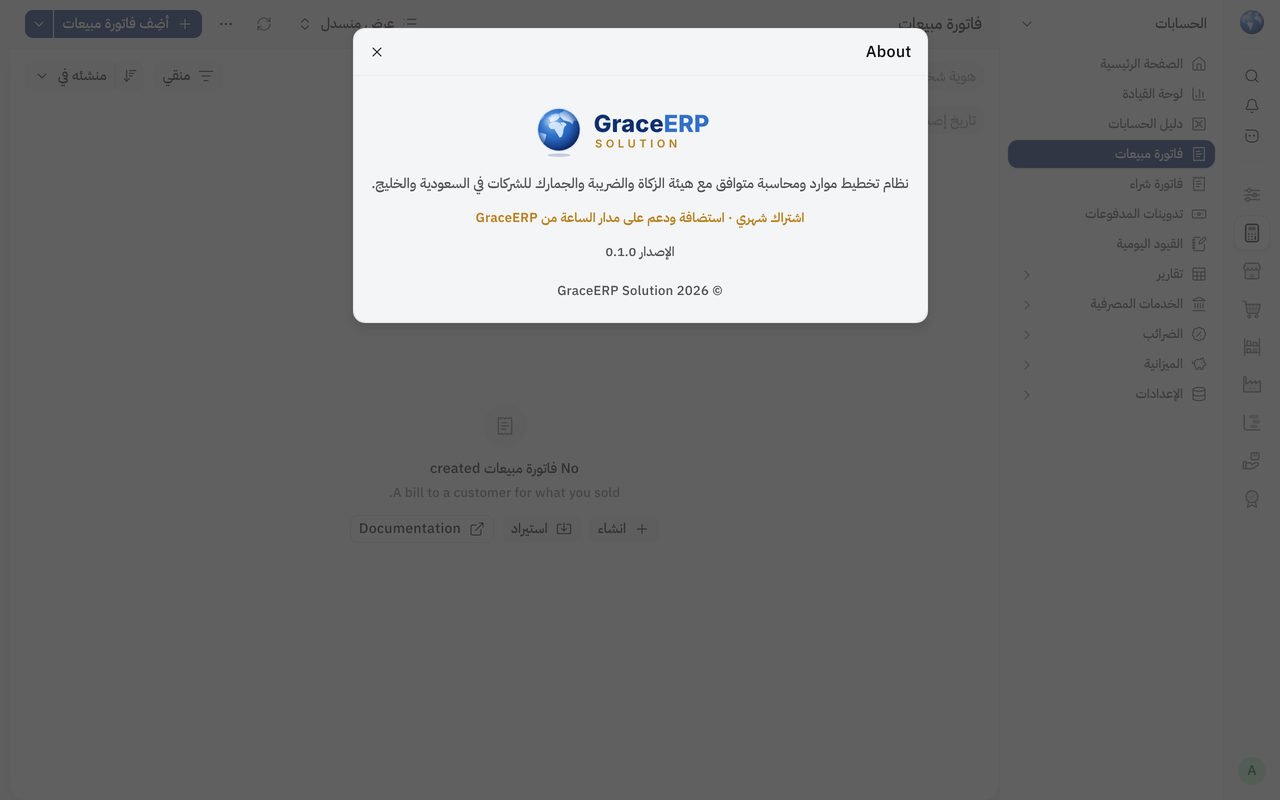 الحسابات
الصفحة الرئيسية
لوحة القيادة
دليل الحسابات
فاتورة مبيعات
فاتورة شراء
تدوينات المدفوعات
القيود اليومية
تقارير
الخدمات المصرفية
الضرائب
الميزانية
الإعدادات
A
فاتورة مبيعات
عرض منسدل
أضِف فاتورة مبيعات
منقي
منشئه في
About
GraceERP
SOLUTION
نظام تخطيط موارد ومحاسبة متوافق مع هيئة الزكاة والضريبة والجمارك للشركات في السعودية والخليج.
اشتراك شهري · استضافة ودعم على مدار الساعة من GraceERP
الإصدار 0.1.0
© 2026 GraceERP Solution
No فاتورة مبيعات created
A bill to a customer for what you sold.
انشاء
استيراد
Documentation